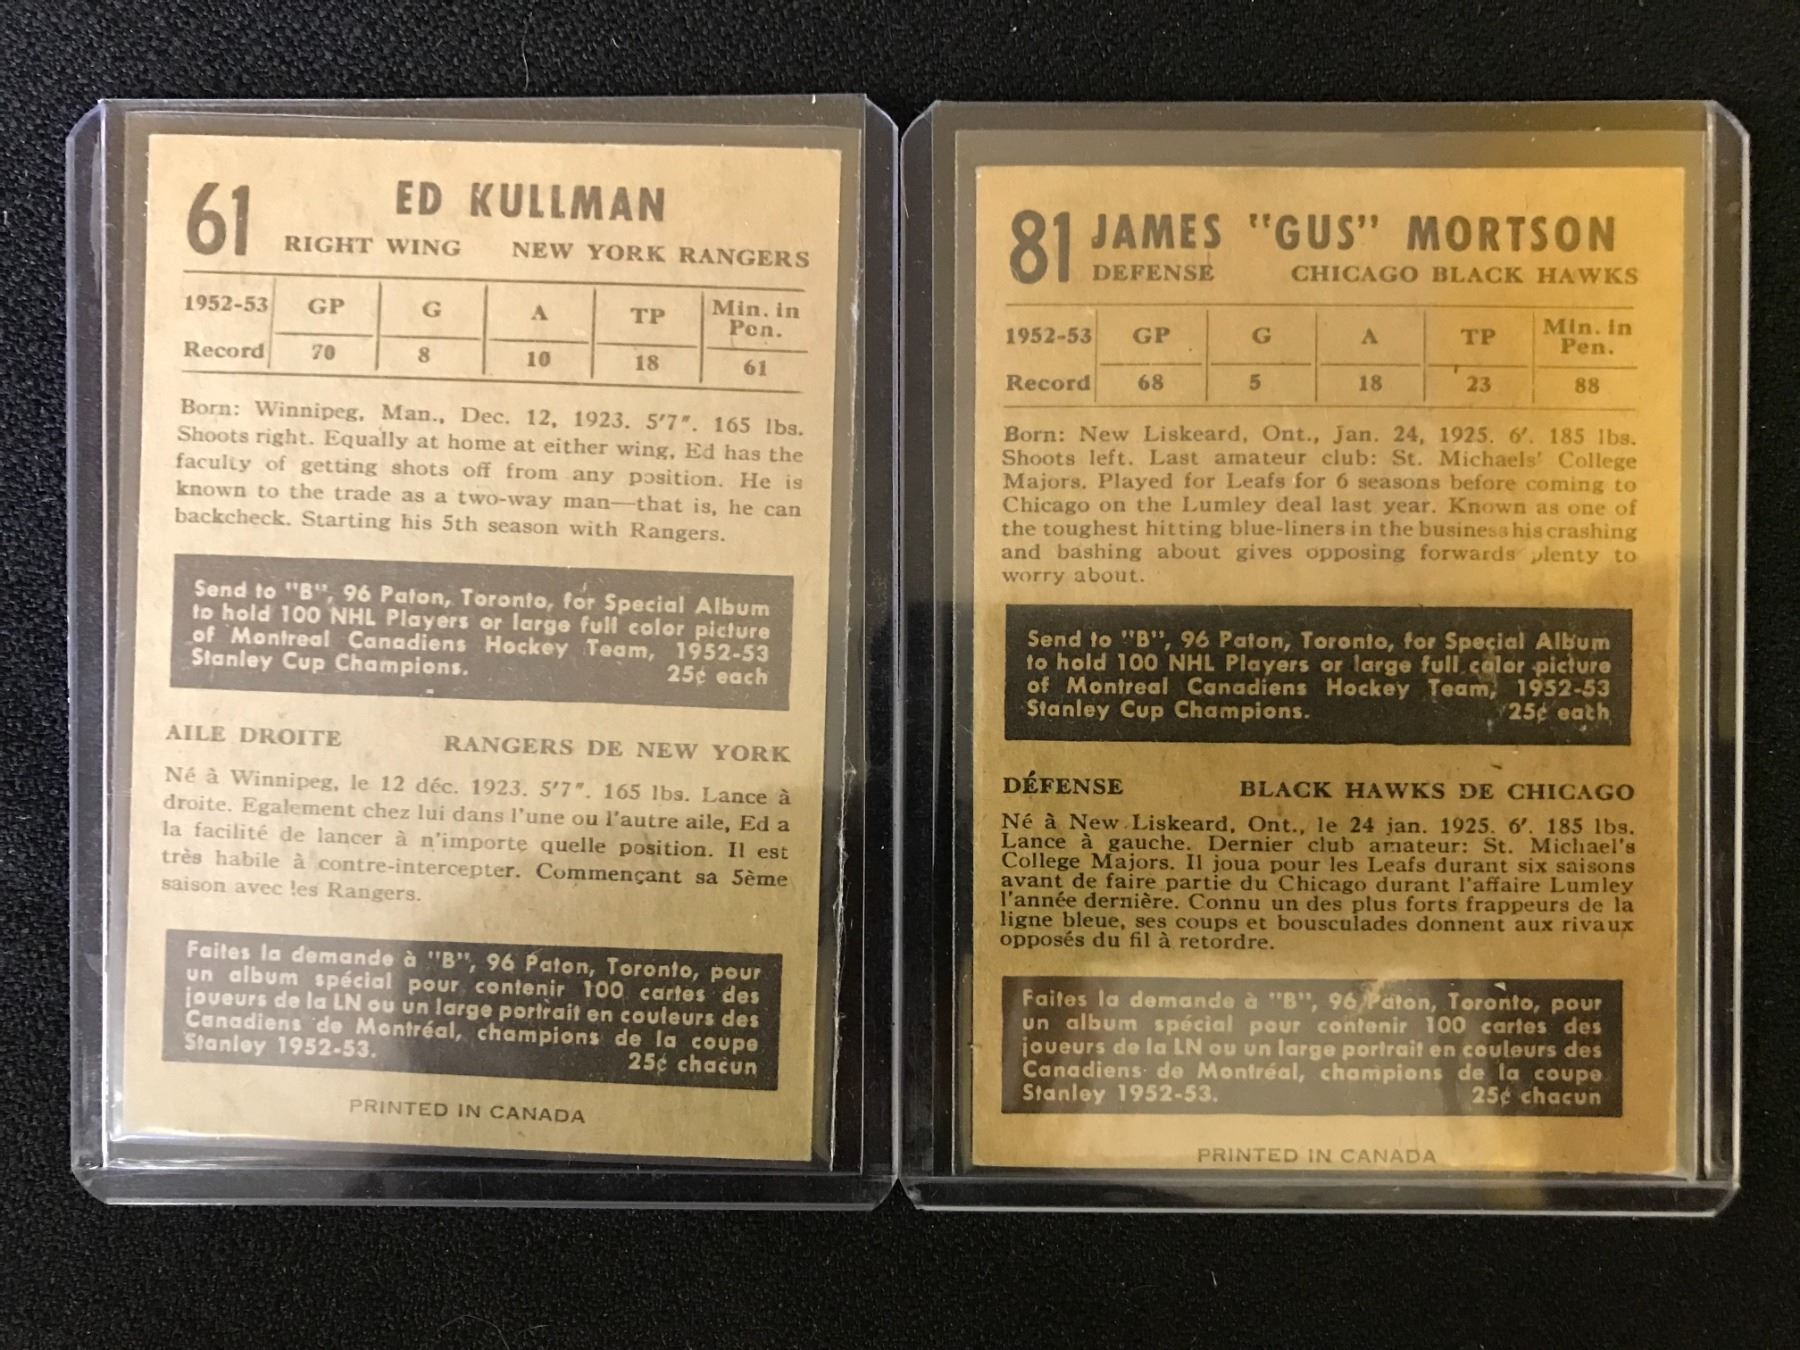 61 ED KULLMAN
RIGHT WING NEW YORK RANGERS
1952-53 GP G A TP Min. in Pen.
Record 70 8 10 18 61
Born: Winnipeg, Man., Dec. 12, 1923. 5'7". 165 lbs.
Shoots right. Equally at home at either wing, Ed has the
faculty of getting shots off from any position. He is
known to the trade as a two-way man—that is, he can
backcheck. Starting his 5th season with Rangers.
Send to "B", 96 Paton, Toronto, for Special Album
to hold 100 NHL Players or large full color picture
of Montreal Canadiens Hockey Team, 1952-53
Stanley Cup Champions. 25¢ each
AILE DROITE RANGERS DE NEW YORK
Né à Winnipeg, le 12 déc. 1923. 5'7". 165 lbs. Lance à
droite. Egalement chez lui dans l'une ou l'autre aile, Ed a
la facilité de lancer à n'importe quelle position. Il est
très habile à contre-intercepter. Commençant sa 5ème
saison avec les Rangers.
Faites la demande à "B", 96 Paton, Toronto, pour
un album spécial pour contenir 100 cartes des
joueurs de la LN ou un large portrait en couleurs des
Canadiens de Montréal, champions de la coupe
Stanley 1952-53. 25¢ chacun
PRINTED IN CANADA
81 JAMES "GUS" MORTSON
DEFENSE CHICAGO BLACK HAWKS
1952-53 GP G A TP Min. in Pen.
Record 68 5 18 23 88
Born: New Liskeard, Ont., Jan. 24, 1925. 6'. 185 lbs.
Shoots left. Last amateur club: St. Michaels' College
Majors. Played for Leafs for 6 seasons before coming to
Chicago on the Lumley deal last year. Known as one of
the toughest hitting blue-liners in the business his crashing
and bashing about gives opposing forwards plenty to
worry about.
Send to "B", 96 Paton, Toronto, for Special Album
to hold 100 NHL Players or large full color picture
of Montreal Canadiens Hockey Team, 1952-53
Stanley Cup Champions. 25¢ each
DÉFENSE BLACK HAWKS DE CHICAGO
Né à New Liskeard, Ont., le 24 jan. 1925. 6'. 185 lbs.
Lance à gauche. Dernier club amateur: St. Michael's
College Majors. Il joua pour les Leafs durant six saisons
avant de faire partie du Chicago durant l'affaire Lumley
l'année dernière. Connu un des plus forts frappeurs de la
ligne bleue, ses coups et bousculades donnent aux rivaux
opposés du fil à retordre.
Faites la demande à "B", 96 Paton, Toronto, pour
un album spécial pour contenir 100 cartes des
joueurs de la LN ou un large portrait en couleurs des
Canadiens de Montréal, champions de la coupe
Stanley 1952-53. 25¢ chacun
PRINTED IN CANADA